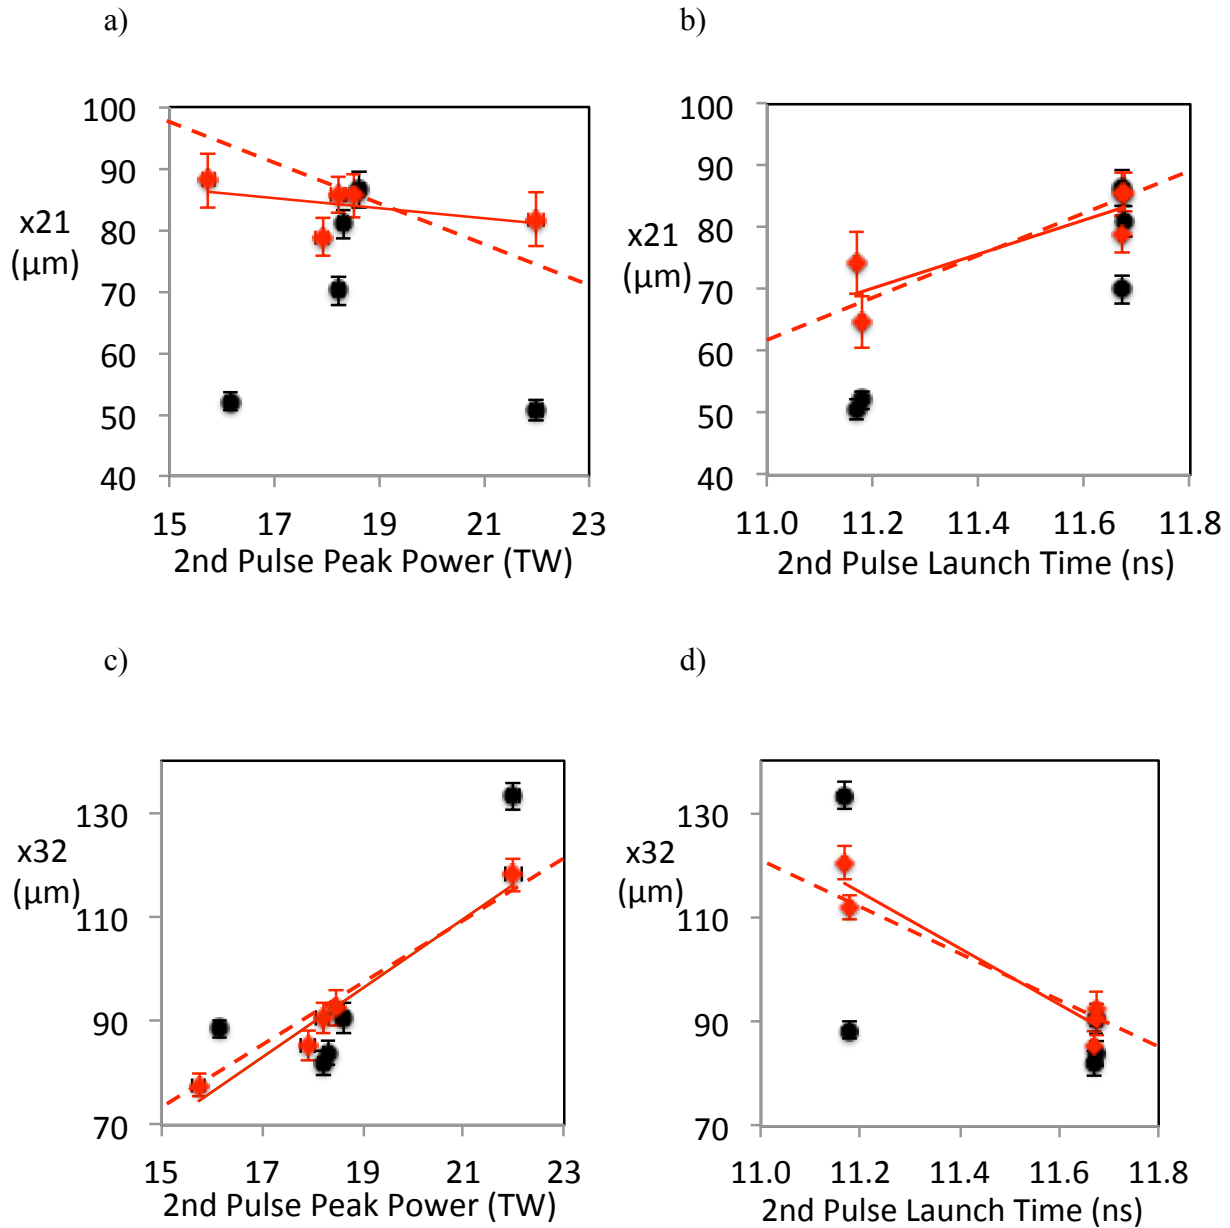 a)
100
90
x21
80
(μm)
70
60
50
40
15 17 19 21 23
2nd Pulse Peak Power (TW)
b)
100
90
x21
80
(μm)
70
60
50
40
11.0 11.2 11.4 11.6 11.8
2nd Pulse Launch Time (ns)
c)
130
x32
(μm)
110
90
70
15 17 19 21 23
2nd Pulse Peak Power (TW)
d)
130
x32
(μm)
110
90
70
11.0 11.2 11.4 11.6 11.8
2nd Pulse Launch Time (ns)